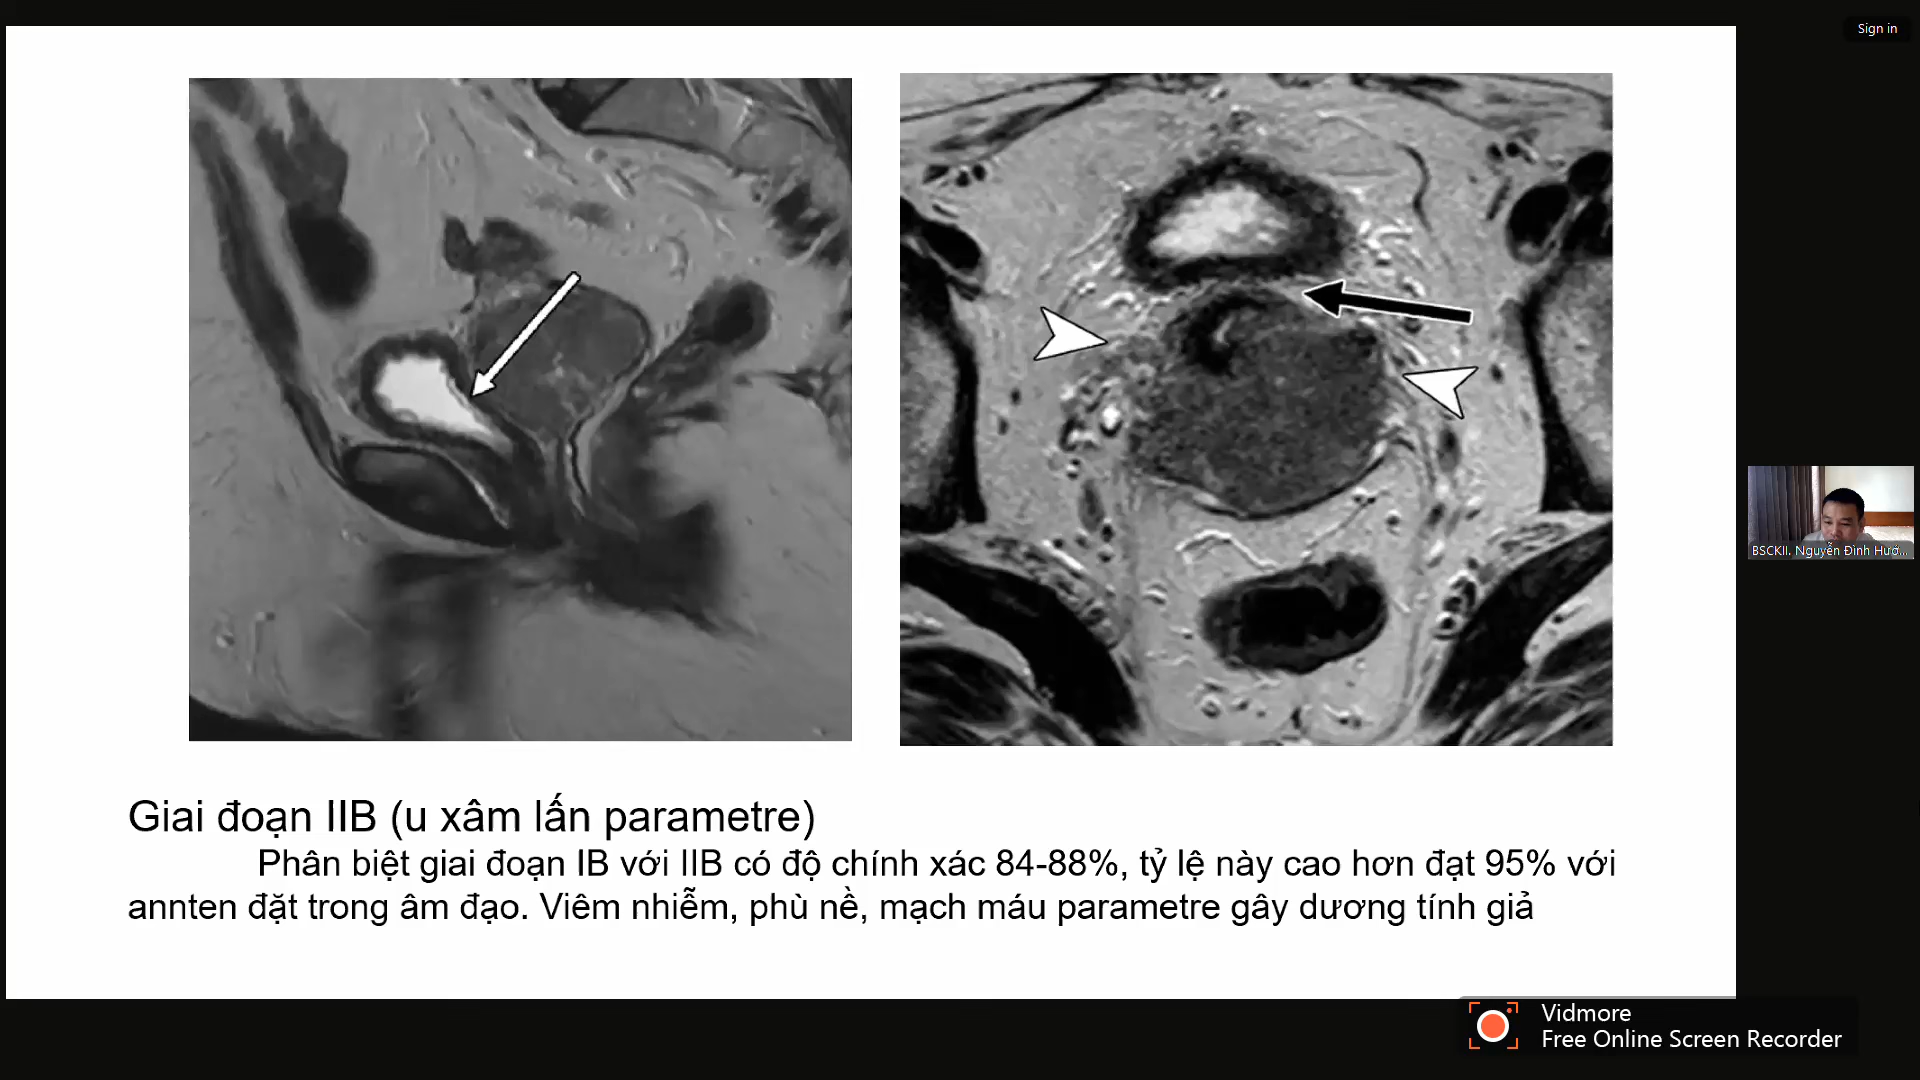 Sign in
BSCKII. Nguyễn Đình Hướ...
Giai đoạn IIB (u xâm lấn parametre)
Phân biệt giai đoạn IB với IIB có độ chính xác 84-88%, tỷ lệ này cao hơn đạt 95% với
annten đặt trong âm đạo. Viêm nhiễm, phù nề, mạch máu parametre gây dương tính giả
Vidmore
Free Online Screen Recorder